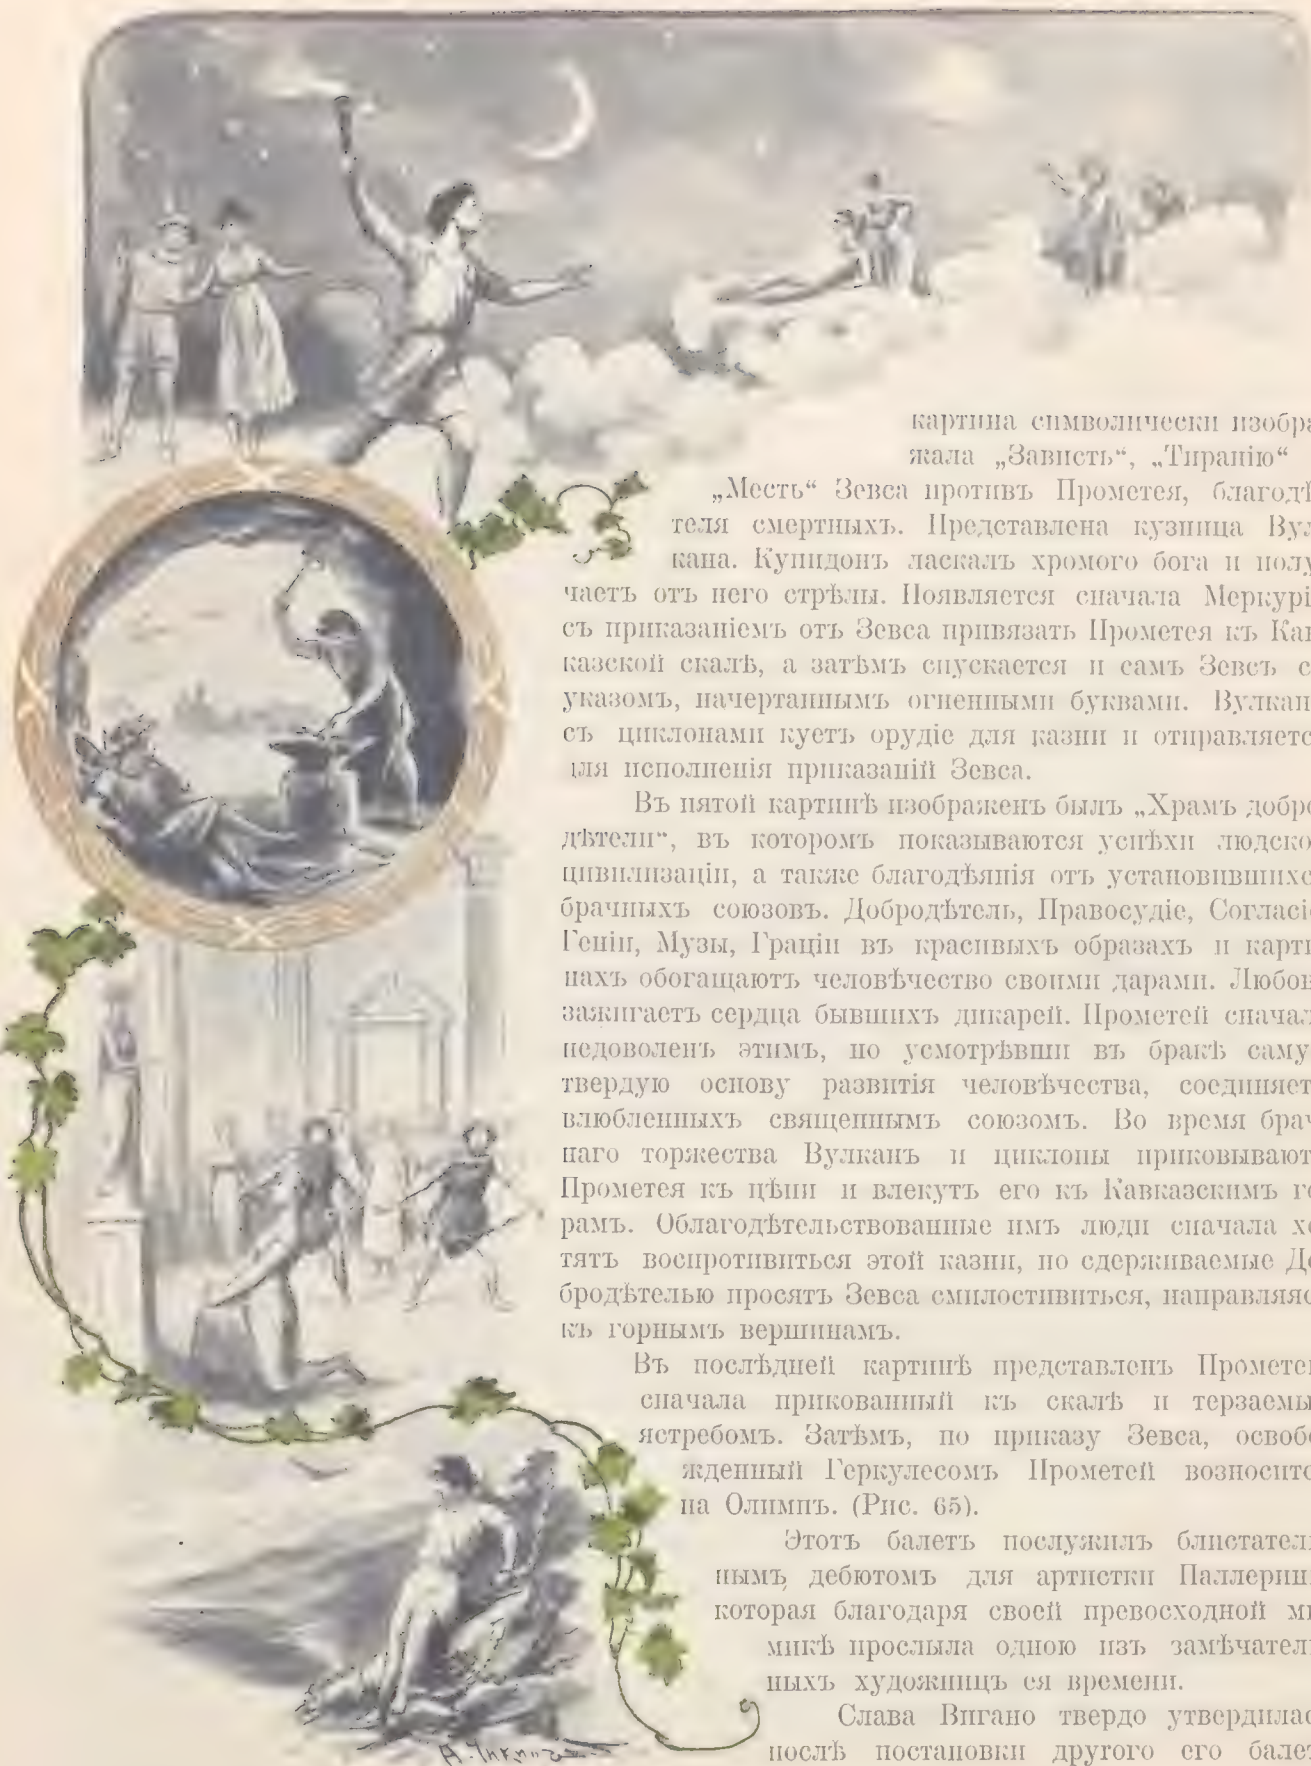 картина символически изобра
жала „Зависть“, „Тиранію“
„Месть“ Зевса противъ Прометея, благодѣ
теля смертныхъ. Представлена кузница Вул
кана. Купидонъ ласкалъ хромого бога и полу
чаетъ отъ него стрѣлы. Появляется сначала Меркурі
съ приказаніемъ отъ Зевса привязать Прометея къ Кав
казской скалѣ, а затѣмъ спускается и самъ Зевсъ с
указомъ, начертаннымъ огненными буквами. Вулкан
съ циклонами куетъ орудіе для казни и отправляетс
для исполненія приказаній Зевса.
Въ пятой картинѣ изображенъ былъ „Храмъ добро
дѣтели“, въ которомъ показываются успѣхи людско
цивилизаціи, а также благодѣянія отъ установившихс
брачныхъ союзовъ. Добродѣтель, Правосудіе, Согласі
Геніи, Музы, Граціи въ красивыхъ образахъ и карти
нахъ обогащаютъ человѣчество своими дарами. Любов
зажигаетъ сердца бывшихъ дикарей. Прометей сначал
недоволенъ этимъ, но усмотрѣвши въ бракѣ саму
твердую основу развитія человѣчества, соединяет
влюбленныхъ священнымъ союзомъ. Во время брач
наго торжества Вулканъ и циклопы приковывают
Прометея къ цѣпи и влекутъ его къ Кавказскимъ го
рамъ. Облагодѣтельствованные имъ люди сначала хо
тятъ воспротивиться этой казни, но сдерживаемые До
бродѣтелью просятъ Зевса смилостивиться, направляяс
къ горнымъ вершинамъ.
Въ послѣдней картинѣ представленъ Прометей
сначала прикованный къ скалѣ и терзаемы
ястребомъ. Затѣмъ, по приказу Зевса, освобо
жденный Геркулесомъ Прометей возноситс
на Олимпъ. (Рис. 65).
Этотъ балетъ послужилъ блистатель
нымъ дебютомъ для артистки Паллерини
которая благодаря своей превосходной ми
микѣ прослыла одною изъ замѣчатель
ныхъ художницъ ея времени.
Слава Вигано твердо утвердилас
послѣ постановки другого его балет